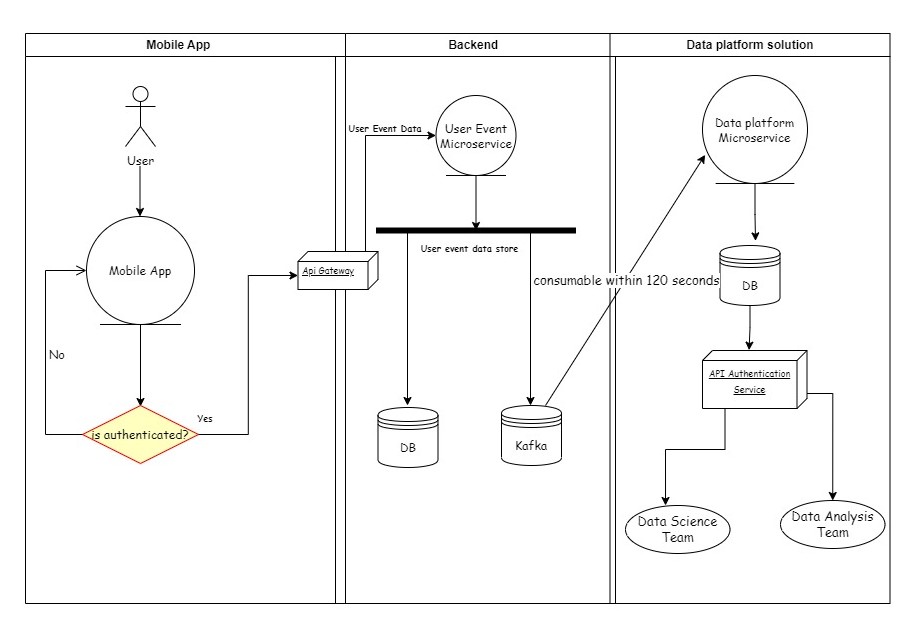 Mobile App
Backend
Data platform solution
User
Mobile App
No
is authenticated?
Yes
Api Gateway
User Event Data
User Event
Microservice
User event data store
DB
Kafka
consumable within 120 seconds
Data platform
Microservice
DB
API Authentication
Service
Data Science
Team
Data Analysis
Team